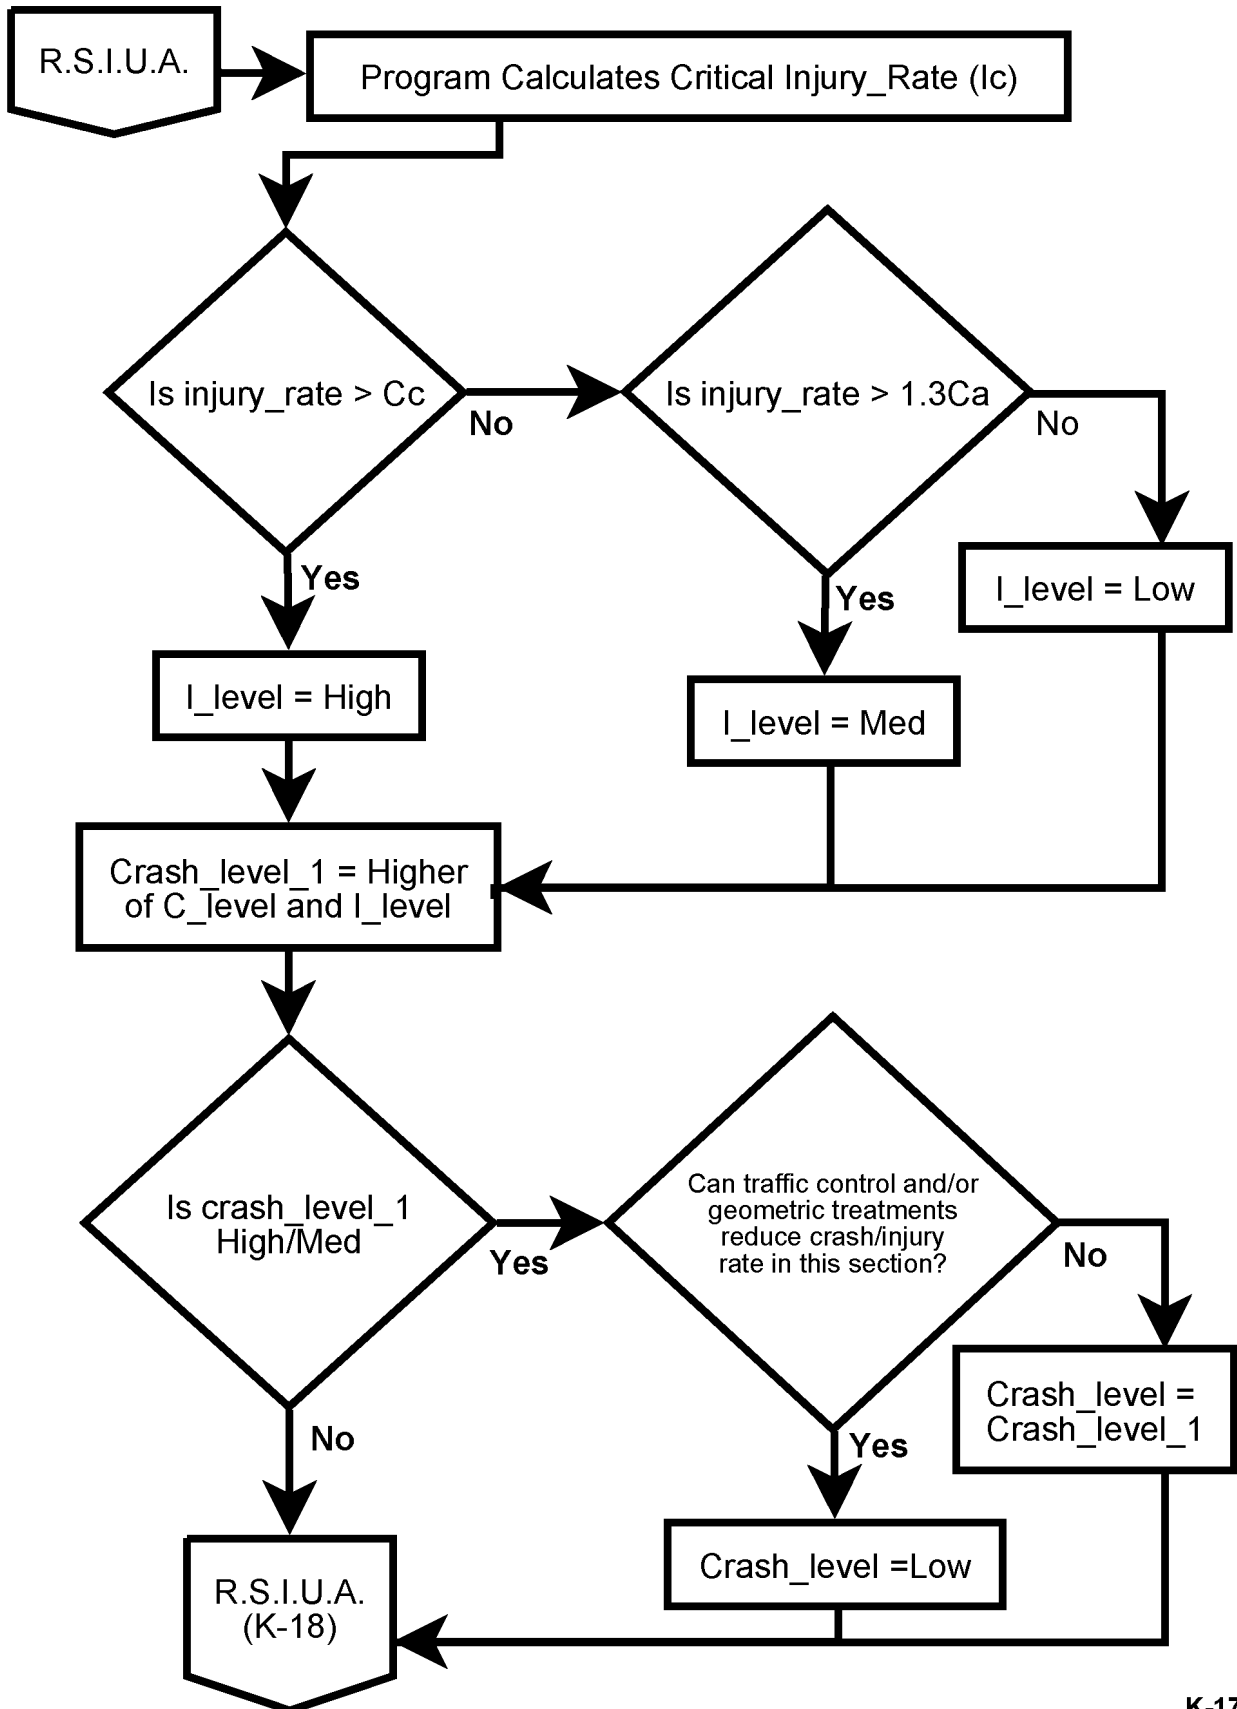 R.S.I.U.A.
Program Calculates Critical Injury_Rate (Ic)
Is injury_rate > Cc
No
Is injury_rate > 1.3Ca
No
Yes
Yes
I_level = Low
I_level = High
I_level = Med
Crash_level_1 = Higher
of C_level and I_level
Is crash_level_1
High/Med
Yes
Can traffic control and/or
geometric treatments
reduce crash/injury
rate in this section?
No
Crash_level =
Crash_level_1
No
Yes
Crash_level =Low
R.S.I.U.A.
(K-18)
K-17